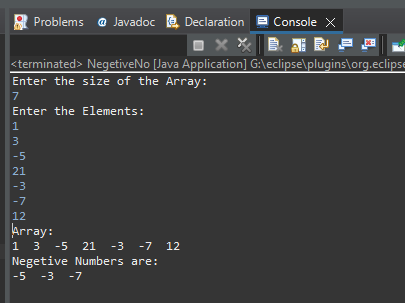 Problems @ Javadoc Declaration Console
<terminated> NegetiveNo [Java Application] G:\eclipse\plugins\org.eclipse
Enter the size of the Array:
7
Enter the Elements:
1
3
-5
21
-3
-7
12
Array:
1 3 -5 21 -3 -7 12
Negetive Numbers are:
-5 -3 -7